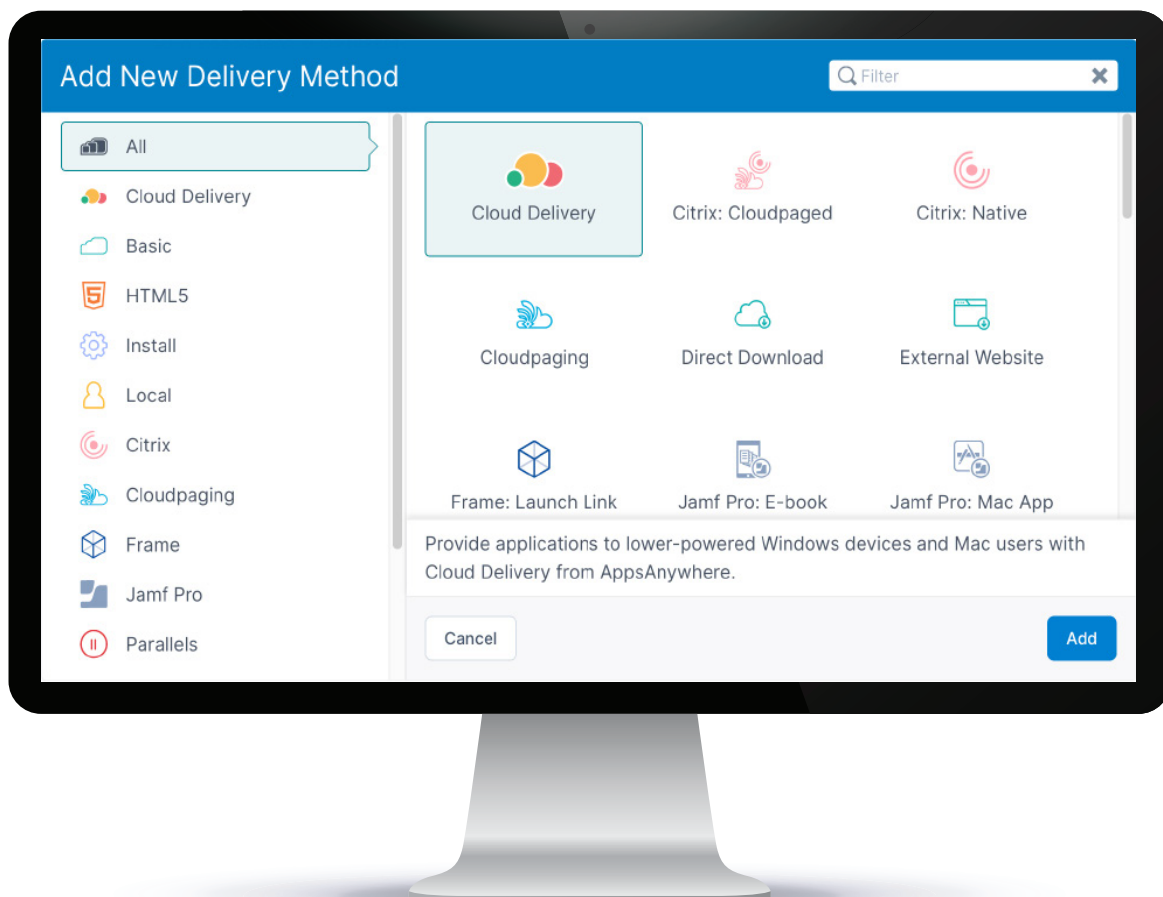 Add New Delivery Method
Filter
All
Cloud Delivery
Basic
HTML5
Install
Local
Citrix
Cloudpaging
Frame
Jamf Pro
Parallels
Cloud Delivery
Citrix: Cloudpaged
Citrix: Native
Cloudpaging
Direct Download
External Website
Frame: Launch Link
Jamf Pro: E-book
Jamf Pro: Mac App
Provide applications to lower-powered Windows devices and Mac users with
Cloud Delivery from AppsAnywhere.
Cancel
Add